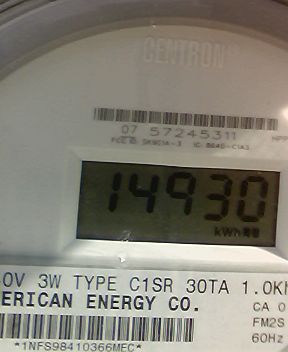 CENTRON®
07 57245311
14930
kWh
0V 3W TYPE C1SR 30TA 1.0Kh
ERICAN ENERGY CO.
CA 0
FM2S
60Hz
*1NFS98410366MEC*